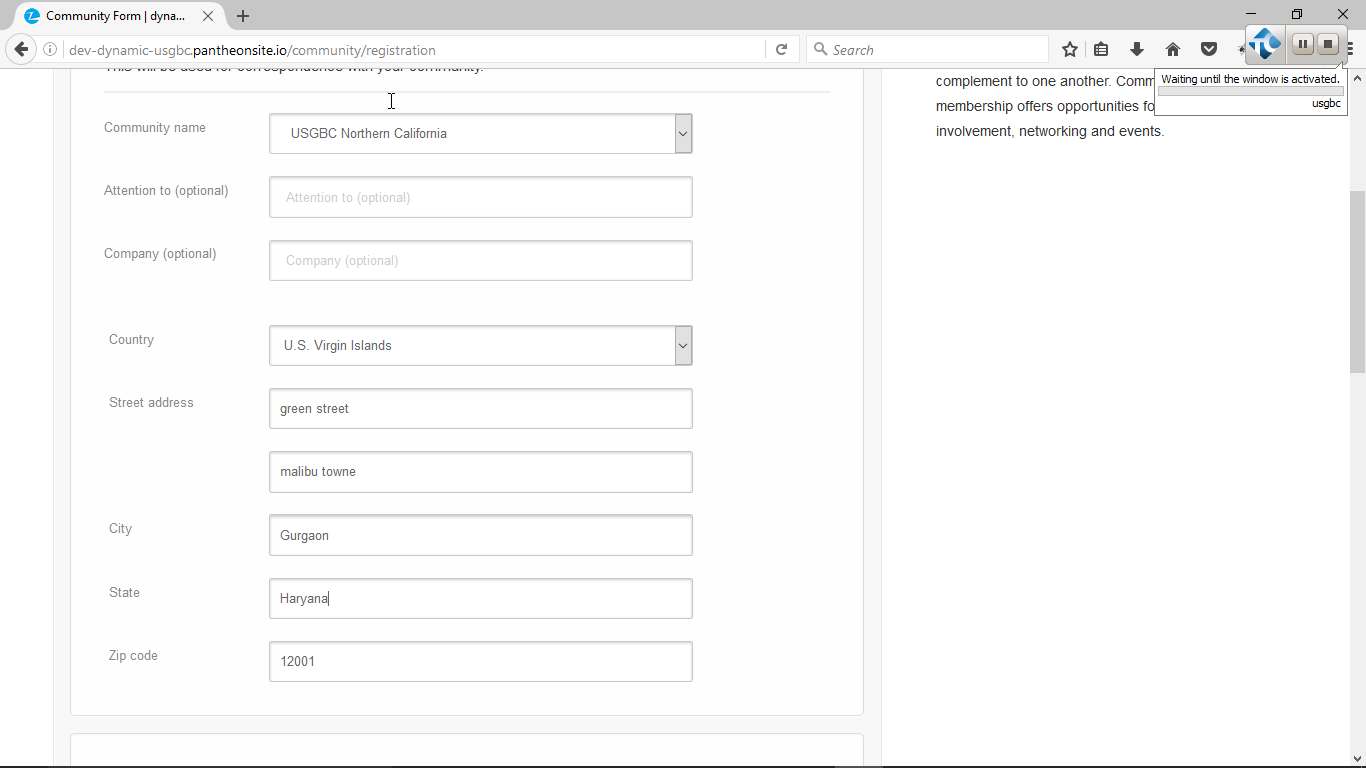 Community Form | dyna...
dev-dynamic-usgbc.pantheonsite.io/community/registration
Search
This will be used for correspondence with your community.
Community name
USGBC Northern California
Attention to (optional)
Attention to (optional)
Company (optional)
Company (optional)
Country
U.S. Virgin Islands
Street address
green street
malibu towne
City
Gurgaon
State
Haryana
Zip code
12001
complement to one another. Comm
membership offers opportunities fo
involvement, networking and events.
Waiting until the window is activated.
usgbc